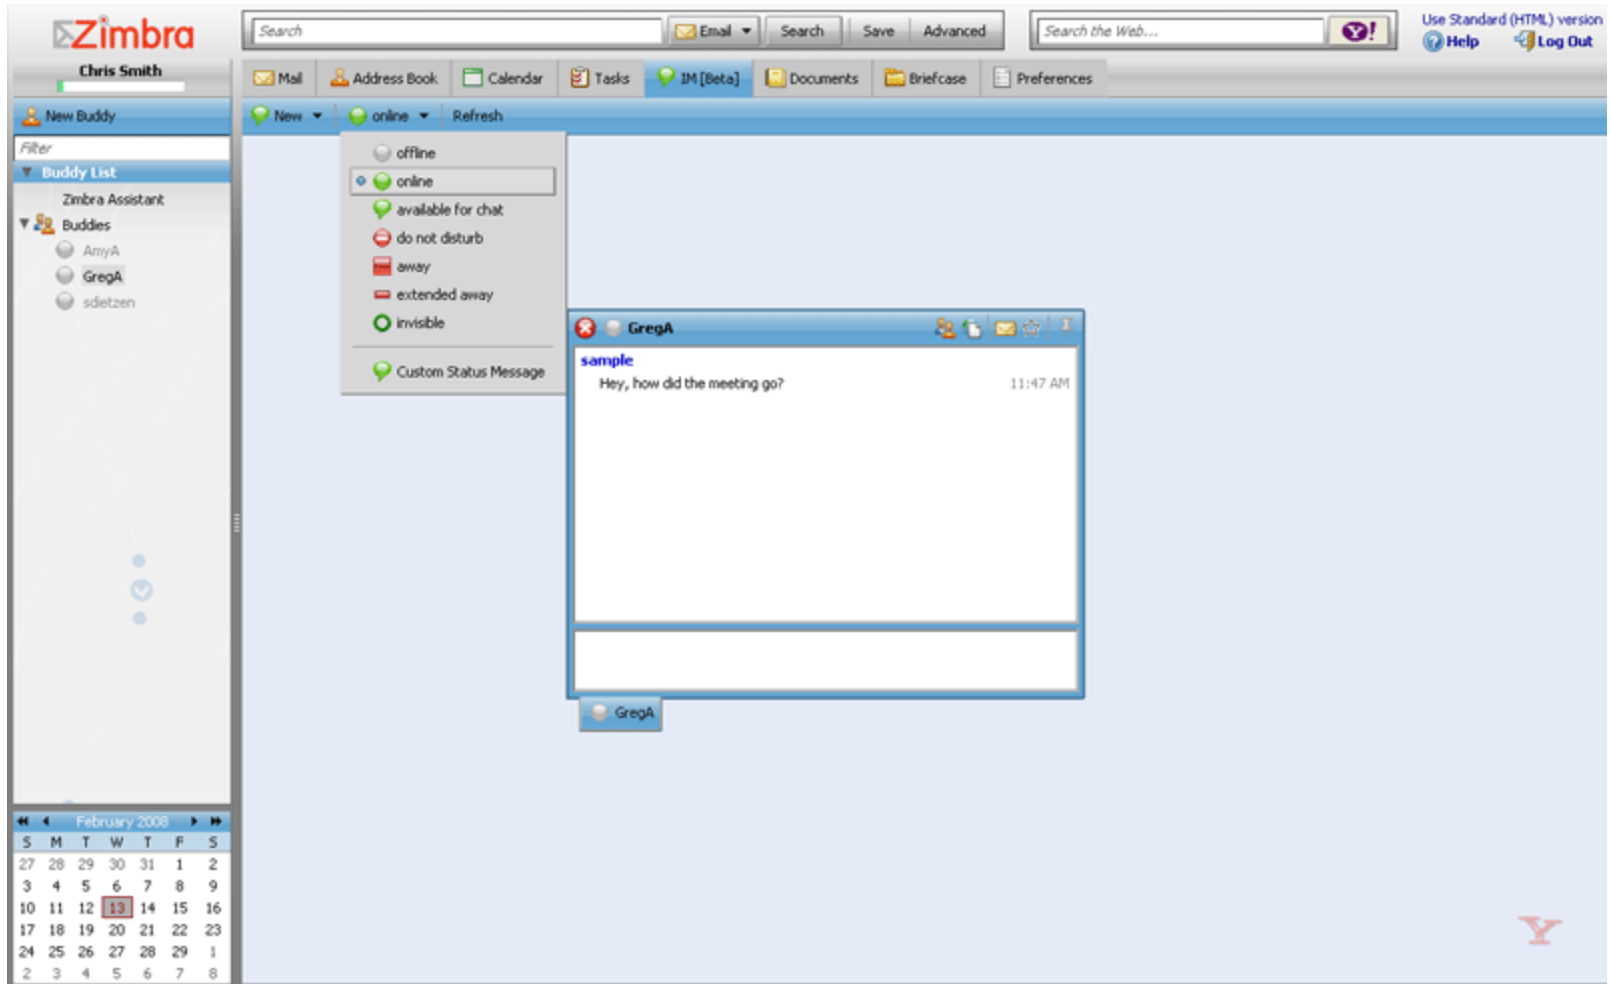 Zimbra
Search Email Search Save Advanced
Search the Web... Y!
Use Standard (HTML) version
Help Log Out
Chris Smith
Mail Address Book Calendar Tasks IM [Beta] Documents Briefcase Preferences
New Buddy
New online Refresh
Filter
Buddy List
Zimbra Assistant
Buddies
AmyA
GregA
sdietzen
offline
online
available for chat
do not disturb
away
extended away
invisible
Custom Status Message
GregA
sample
Hey, how did the meeting go? 11:47 AM
GregA
February 2008
S M T W T F S
27 28 29 30 31 1 2
3 4 5 6 7 8 9
10 11 12 13 14 15 16
17 18 19 20 21 22 23
24 25 26 27 28 29 1
2 3 4 5 6 7 8
Y